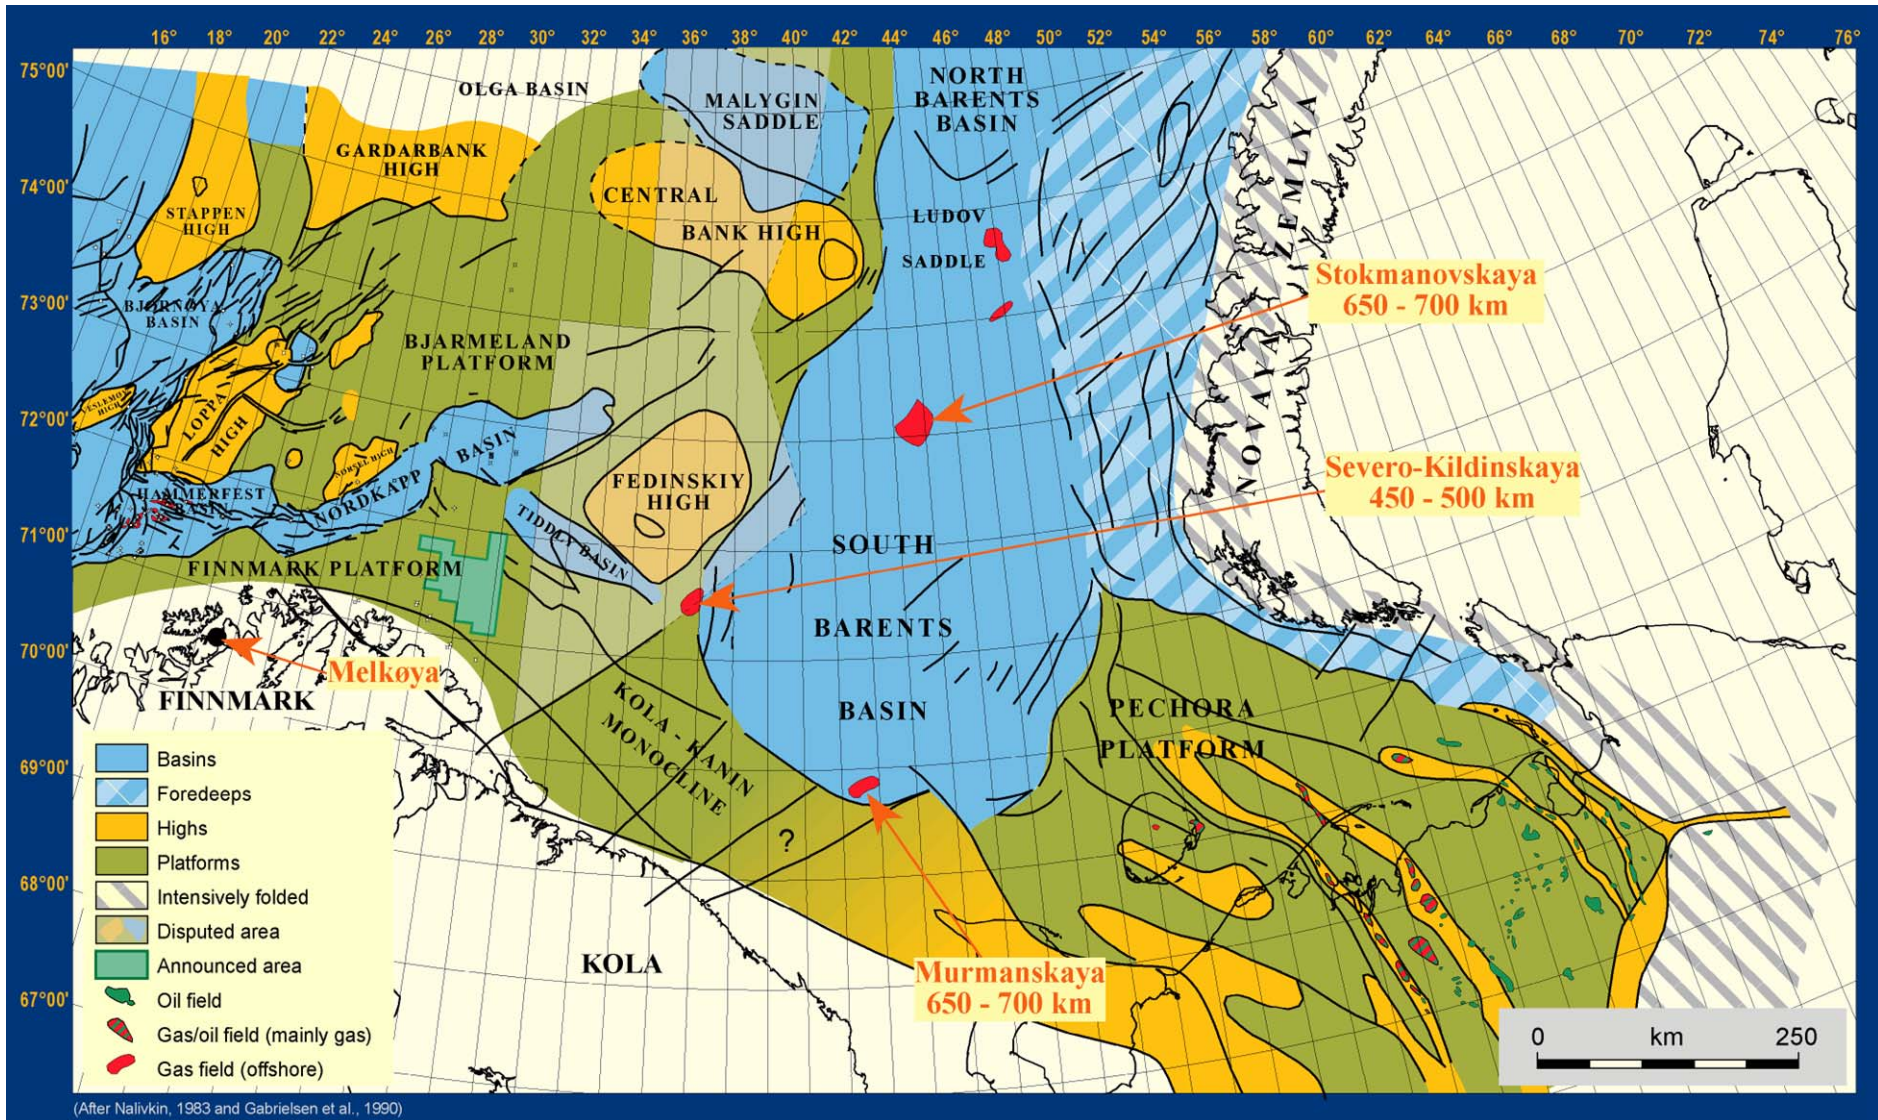 16° 18° 20° 22° 24° 26° 28° 30° 32° 34° 36° 38° 40° 42° 44° 46° 48° 50° 52° 54° 56° 58° 60° 62° 64° 66° 68° 70° 72° 74° 76°
75°00'
74°00'
73°00'
72°00'
71°00'
70°00'
69°00'
68°00'
67°00'
OLGA BASIN
MALYGIN
SADDLE
NORTH
BARENTS
BASIN
GARDARBANK
HIGH
STAPPEN
HIGH
CENTRAL
BANK HIGH
LUDOV
SADDLE
NOVAYA ZEMLYA
Stokmanovskaya
650 - 700 km
BJØRNØYA
BASIN
BJARMELAND
PLATFORM
VESLEMØY
HIGH
LOPPA
HIGH
NORSEL HIGH
NORDKAPP BASIN
HAMMERFEST
BASIN
FEDINSKIY
HIGH
TIDDLY BASIN
Severo-Kildinskaya
450 - 500 km
SOUTH
BARENTS
BASIN
FINNMARK PLATFORM
Melkøya
FINNMARK
KOLA - KANIN
MONOCLINE
PECHORA
PLATFORM
?
KOLA
Murmanskaya
650 - 700 km
Basins
Foredeeps
Highs
Platforms
Intensively folded
Disputed area
Announced area
Oil field
Gas/oil field (mainly gas)
Gas field (offshore)
0 km 250
(After Nalivkin, 1983 and Gabrielsen et al., 1990)